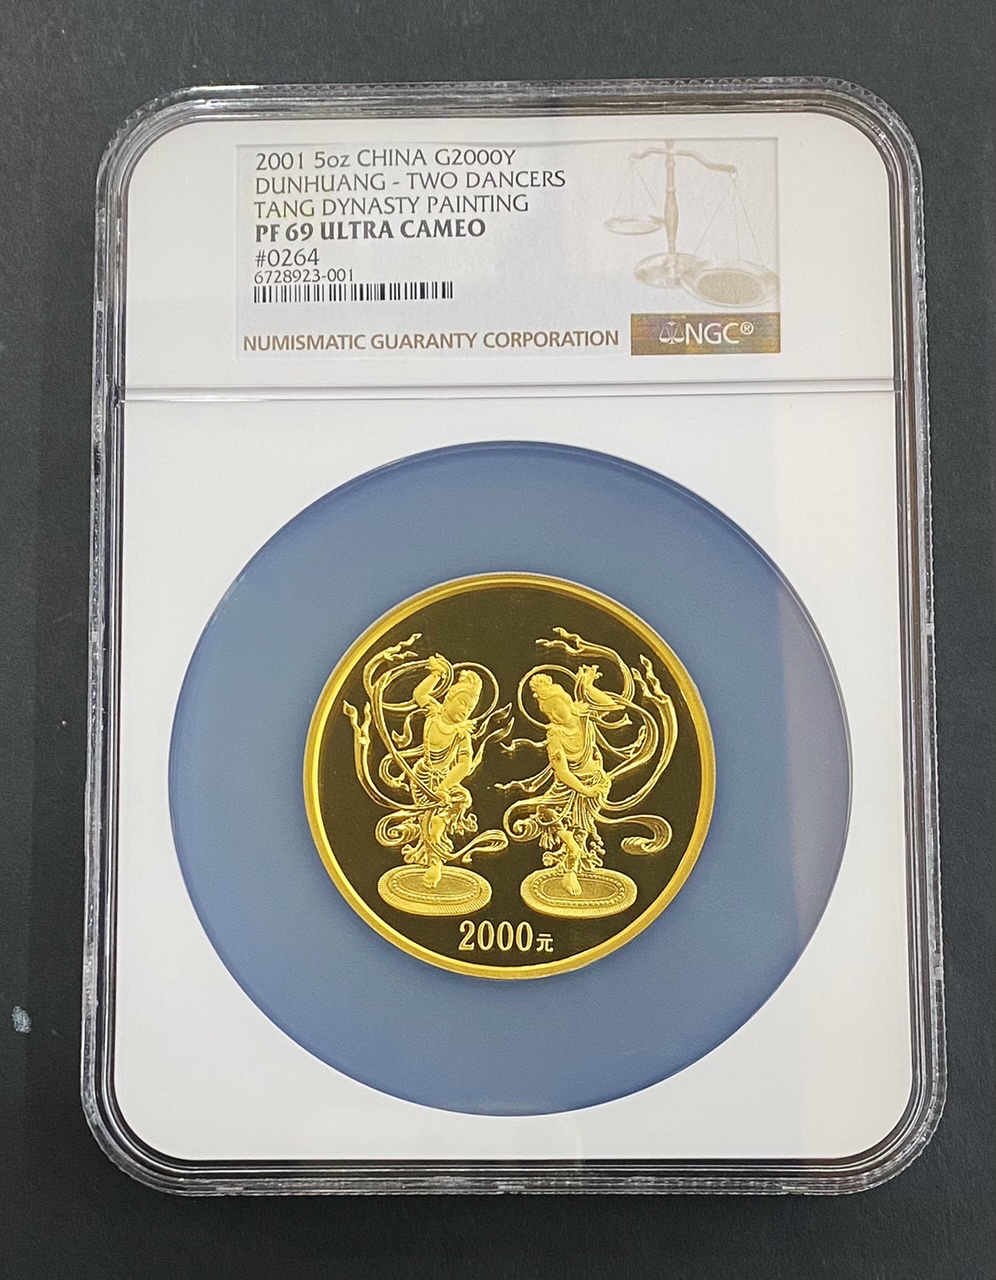 2001 5oz CHINA G2000Y
DUNHUANG - TWO DANCERS
TANG DYNASTY PAINTING
PF 69 ULTRA CAMEO
#0264
6728923-001
NUMISMATIC GUARANTY CORPORATION
NGC®
2000元